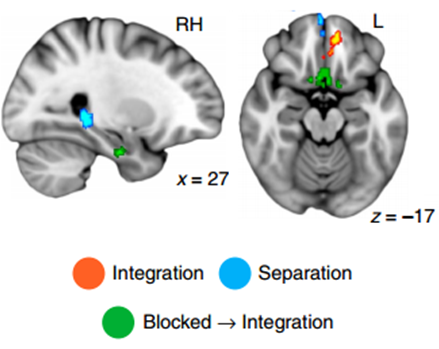 RH
L
x = 27
z = −17
Integration
Separation
Blocked → Integration